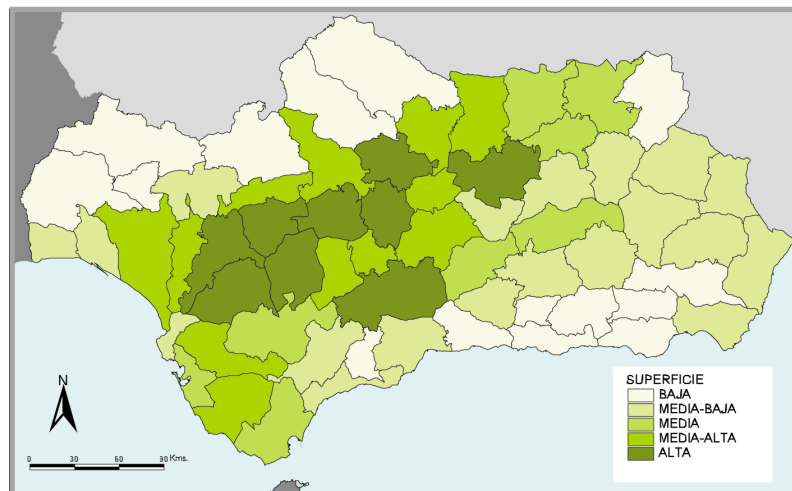 N
0 30 60 90 Kms.
SUPERFICIE
BAJA
MEDIA-BAJA
MEDIA
MEDIA-ALTA
ALTA